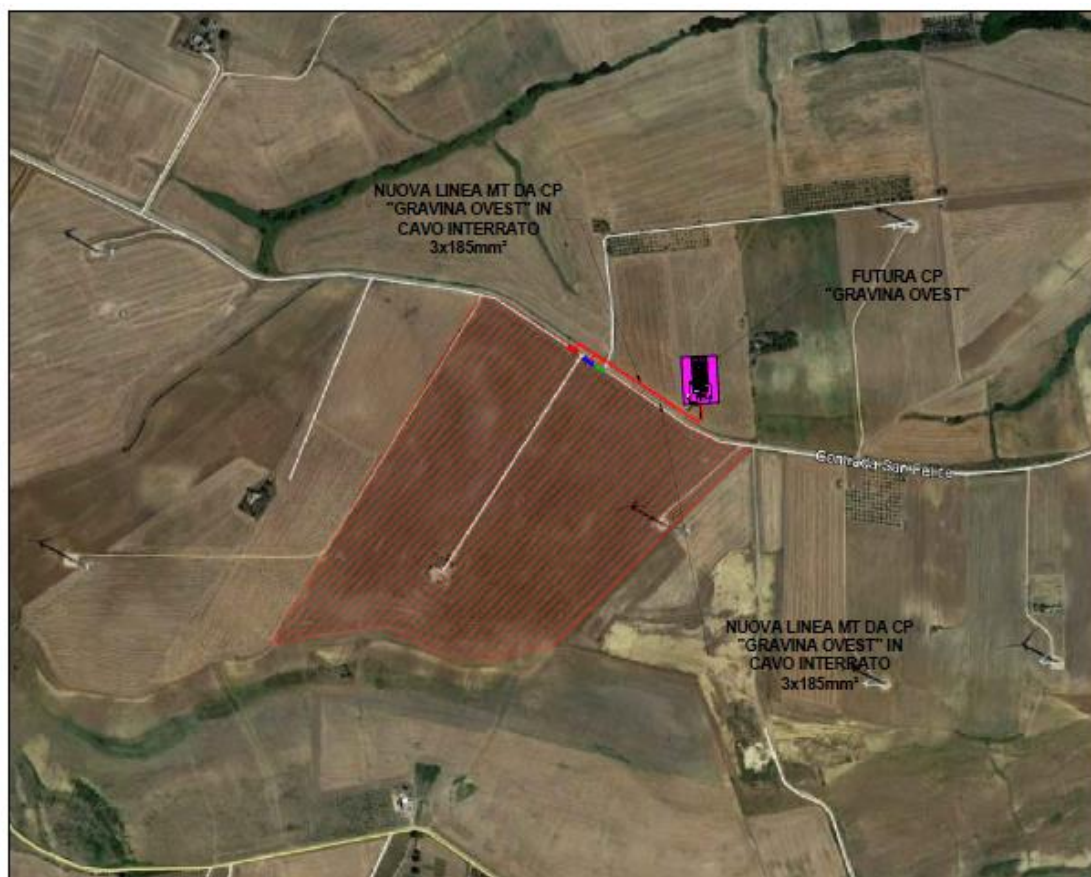 NUOVA LINEA MT DA CP
"GRAVINA OVEST" IN
CAVO INTERRATO
3x185mm²
FUTURA CP
"GRAVINA OVEST"
Contrada San Felice
NUOVA LINEA MT DA CP
"GRAVINA OVEST" IN
CAVO INTERRATO
3x185mm²